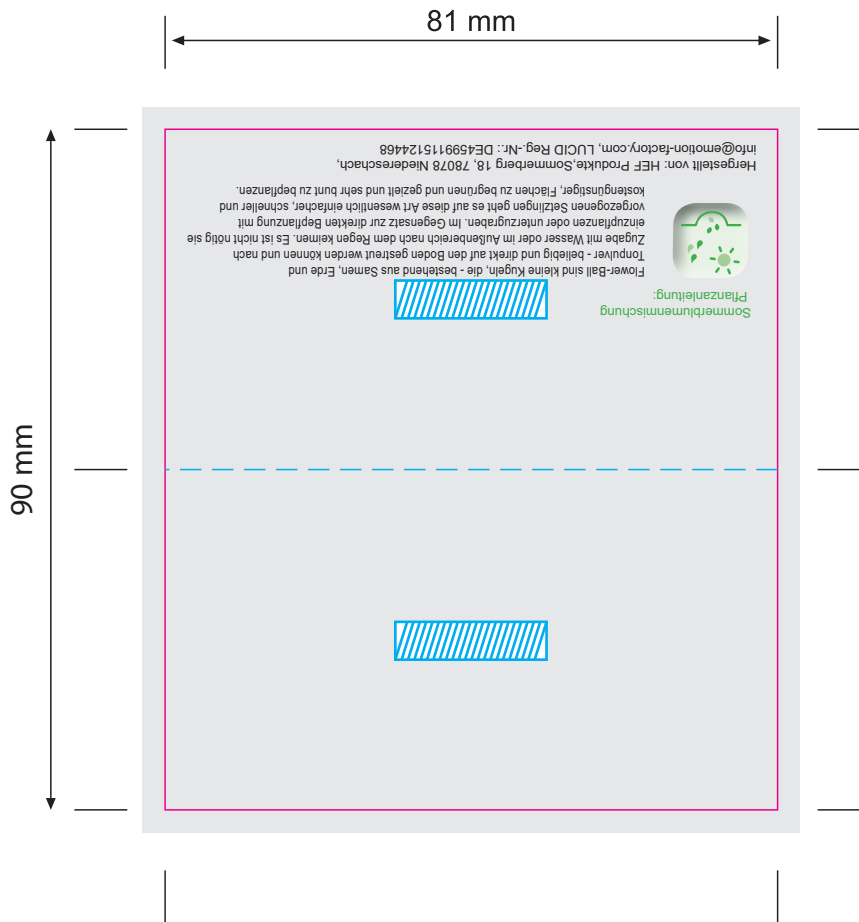 81 mm
90 mm
Sommerblumenmischung
Pflanzanleitung:
Flower-Ball sind kleine Kugeln, die - bestehend aus Samen, Erde und
Tonpulver - beliebig und direkt auf den Boden gestreut werden können und nach
Zugabe mit Wasser oder im Außenbereich nach dem Regen keimen. Es ist nicht nötig sie
einzupflanzen oder unterzugraben. Im Gegensatz zur direkten Bepflanzung mit
vorgezogenen Setzlingen geht es auf diese Art wesentlich einfacher, schneller und
kostengünstiger, Flächen zu begrünen und gezielt und sehr bunt zu bepflanzen.
Hergestellt von: HEF Produkte,Sommerberg 18, 78078 Niedereschach,
info@emotion-factory.com, LUCID Reg.-Nr.: DE4599115124468